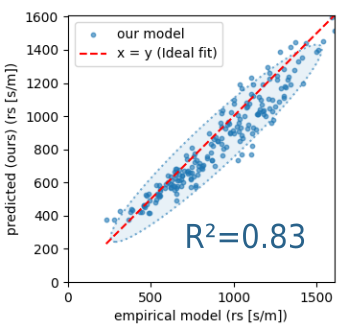 1600
1400
1200
1000
800
600
400
200
0
predicted (ours) (rs [s/m])
our model
x = y (Ideal fit)
R²=0.83
0
500
1000
1500
empirical model (rs [s/m])